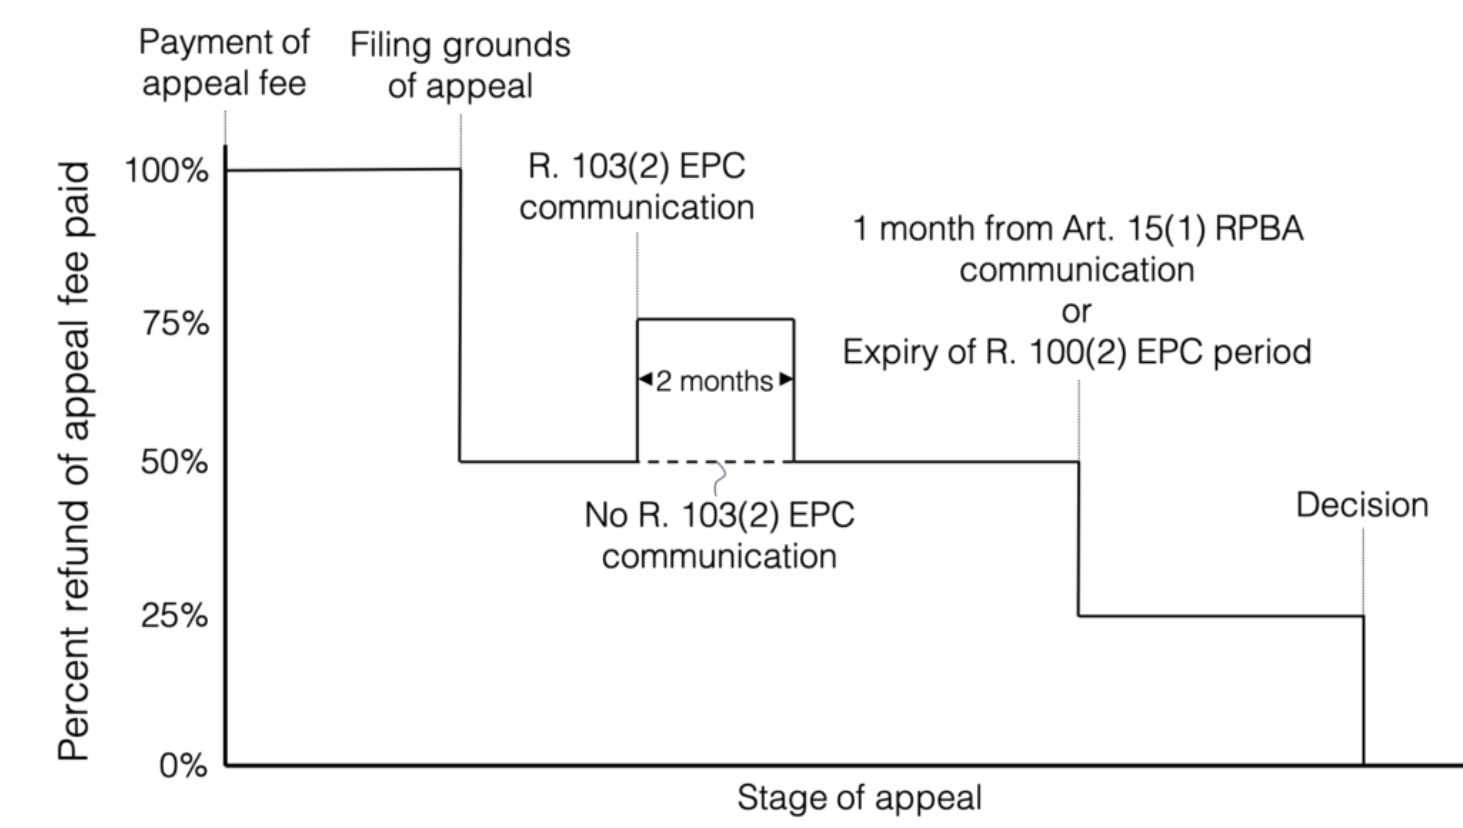 Payment of
appeal fee
Filing grounds
of appeal
R. 103(2) EPC
communication
1 month from Art. 15(1) RPBA
communication
or
Expiry of R. 100(2) EPC period
Percent refund of appeal fee paid
100%
75%
50%
25%
0%
2 months
No R. 103(2) EPC
communication
Decision
Stage of appeal